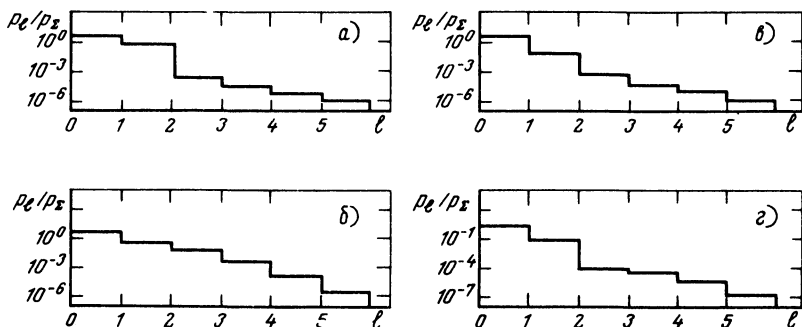 pℓ/p_Σ
10⁰
10⁻³
10⁻⁶
а)
0 1 2 3 4 5 ℓ
pℓ/p_Σ
10⁰
10⁻³
10⁻⁶
в)
0 1 2 3 4 5 ℓ
pℓ/p_Σ
10⁰
10⁻³
10⁻⁶
б)
0 1 2 3 4 5 ℓ
pℓ/p_Σ
10⁻¹
10⁻⁴
10⁻⁷
г)
0 1 2 3 4 5 ℓ